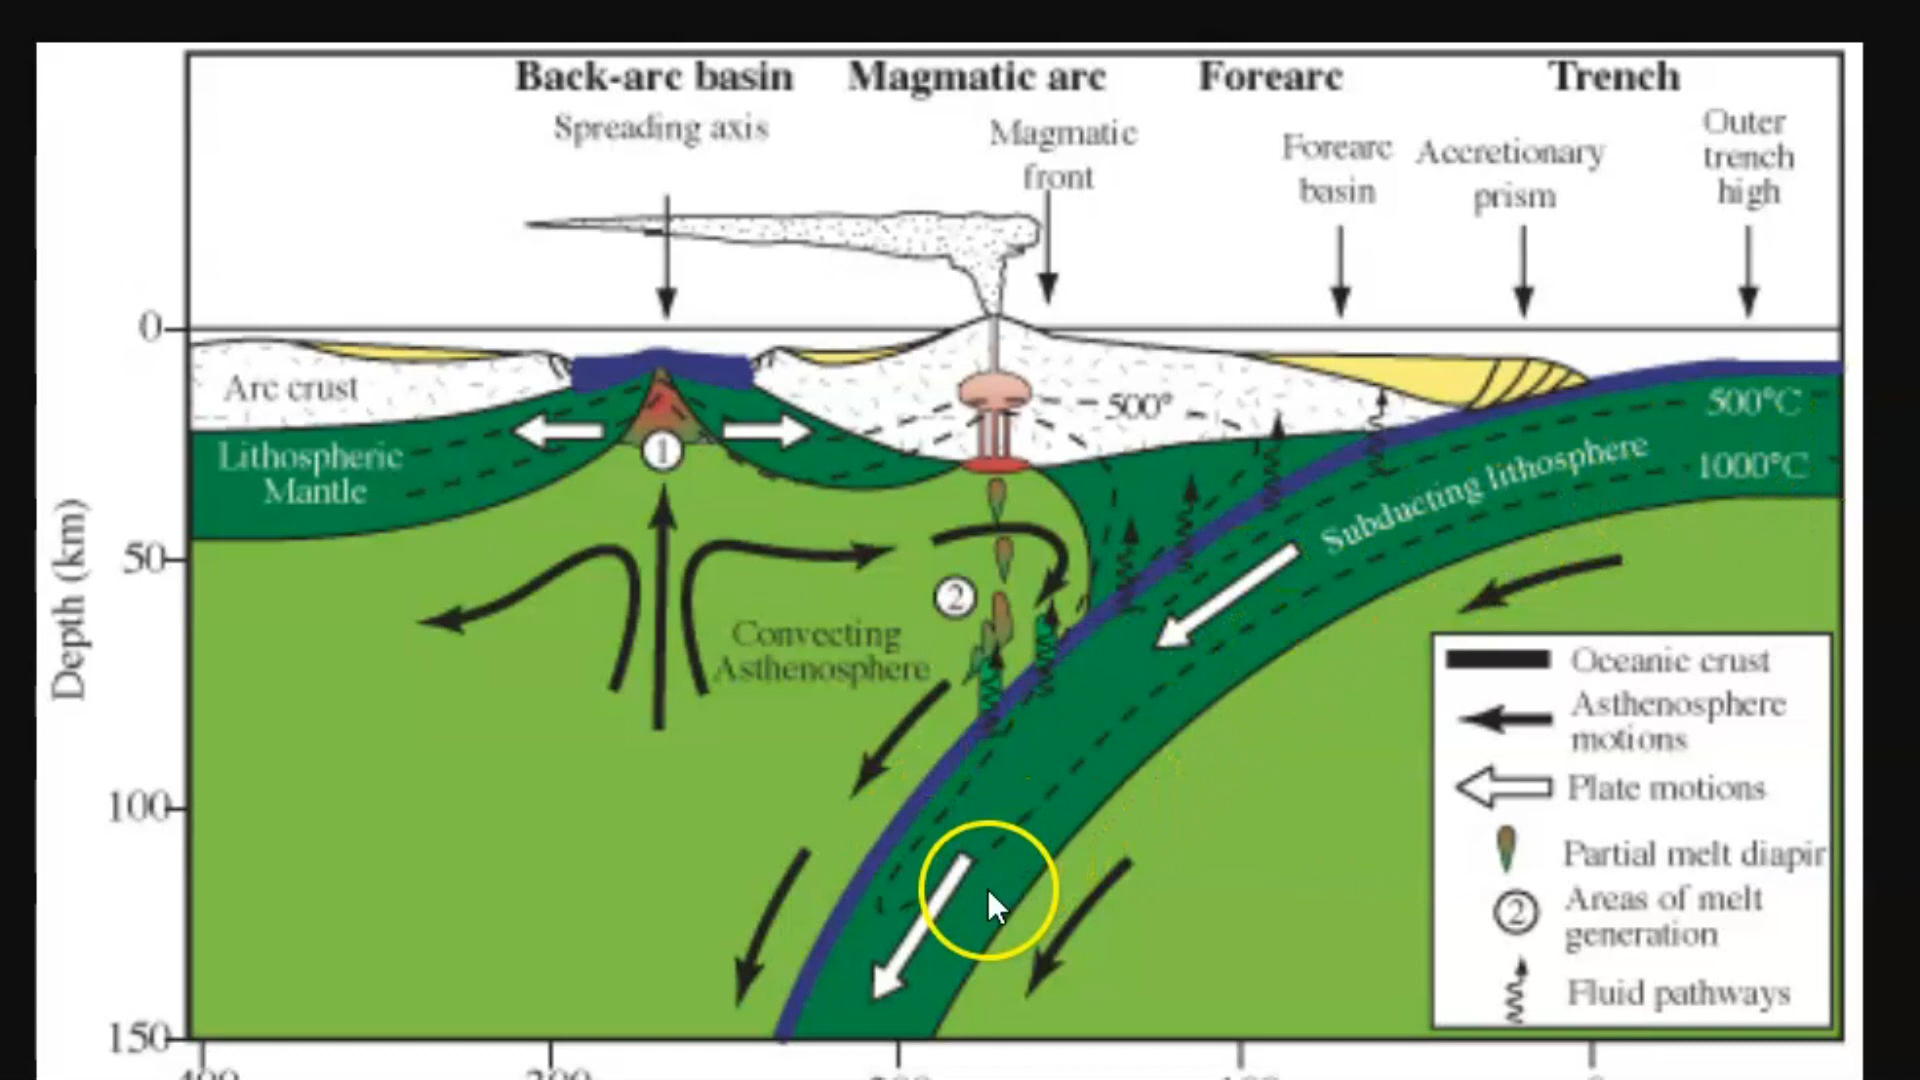 Back-arc basin Magmatic arc Forearc Trench
Spreading axis
Magmatic
front
Forearc
basin
Accretionary
prism
Outer
trench
high
0
50
100
150
Depth (km)
Arc crust
Lithospheric
Mantle
1
500°
500°C
1000°C
Subducting lithosphere
2
Convecting
Asthenosphere
Oceanic crust
Asthenosphere
motions
Plate motions
Partial melt diapir
2
Areas of melt
generation
Fluid pathways